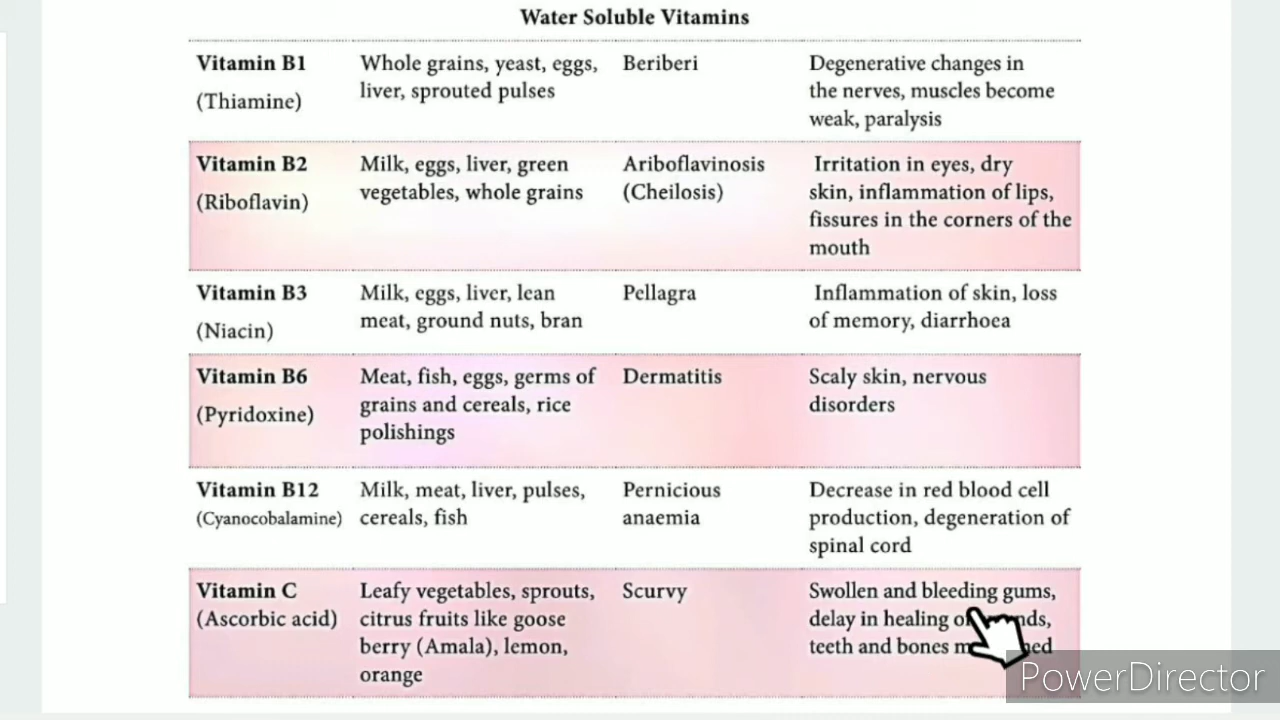 Water Soluble Vitamins
Vitamin B1
(Thiamine)
Whole grains, yeast, eggs,
liver, sprouted pulses
Beriberi
Degenerative changes in
the nerves, muscles become
weak, paralysis
Vitamin B2
(Riboflavin)
Milk, eggs, liver, green
vegetables, whole grains
Ariboflavinosis
(Cheilosis)
Irritation in eyes, dry
skin, inflammation of lips,
fissures in the corners of the
mouth
Vitamin B3
(Niacin)
Milk, eggs, liver, lean
meat, ground nuts, bran
Pellagra
Inflammation of skin, loss
of memory, diarrhoea
Vitamin B6
(Pyridoxine)
Meat, fish, eggs, germs of
grains and cereals, rice
polishings
Dermatitis
Scaly skin, nervous
disorders
Vitamin B12
(Cyanocobalamine)
Milk, meat, liver, pulses,
cereals, fish
Pernicious
anaemia
Decrease in red blood cell
production, degeneration of
spinal cord
Vitamin C
(Ascorbic acid)
Leafy vegetables, sprouts,
citrus fruits like goose
berry (Amala), lemon,
orange
Scurvy
Swollen and bleeding gums,
delay in healing of
teeth and bones
PowerDirector